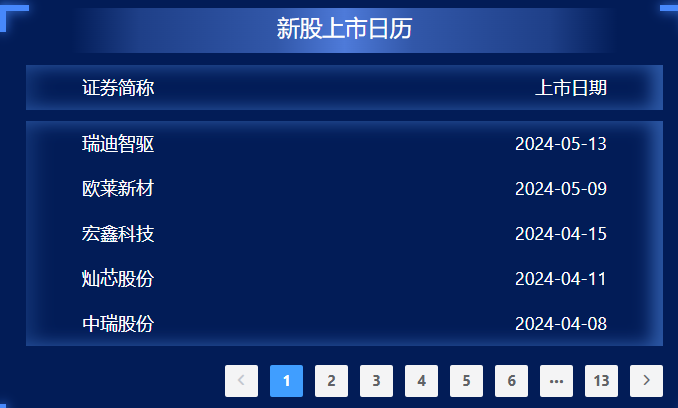 新股上市日历
证券简称 上市日期
瑞迪智驱 2024-05-13
欧莱新材 2024-05-09
宏鑫科技 2024-04-15
灿芯股份 2024-04-11
中瑞股份 2024-04-08
< 1 2 3 4 5 6 ••• 13 >